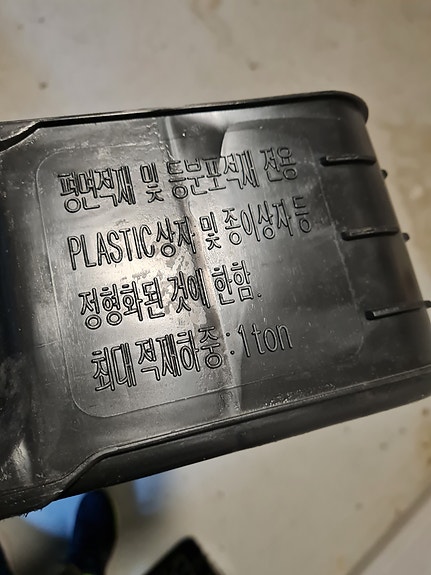 평면적재 및 등분포적재 전용
PLASTIC상자 및 종이상자 등
정형화된 것에 한함.
최대 적재하중 : 1 ton